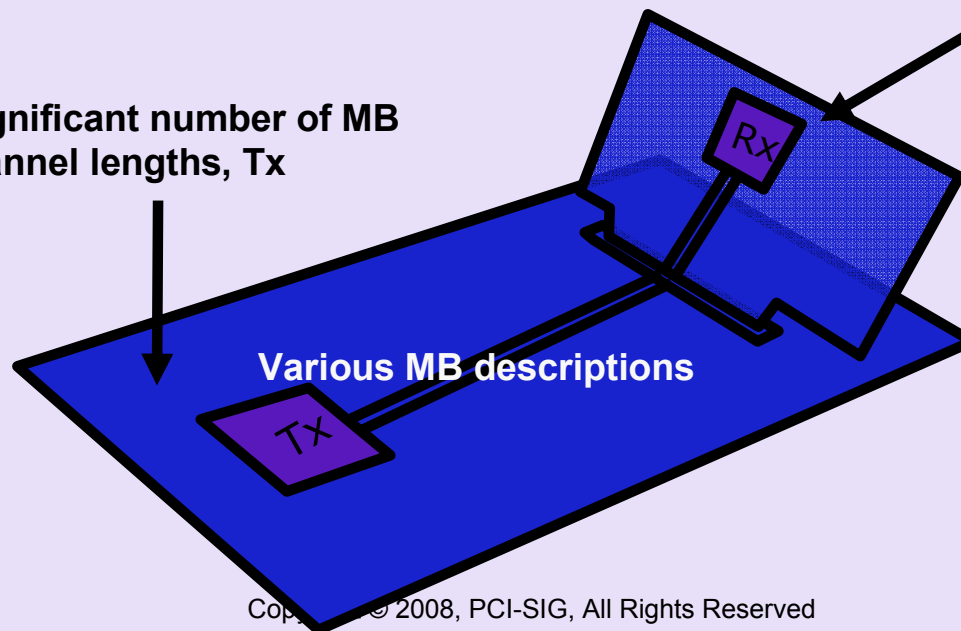 gnificant number of MB
annel lengths, Tx
Rx
Various MB descriptions
Tx
© 2008, PCI-SIG, All Rights Reserved